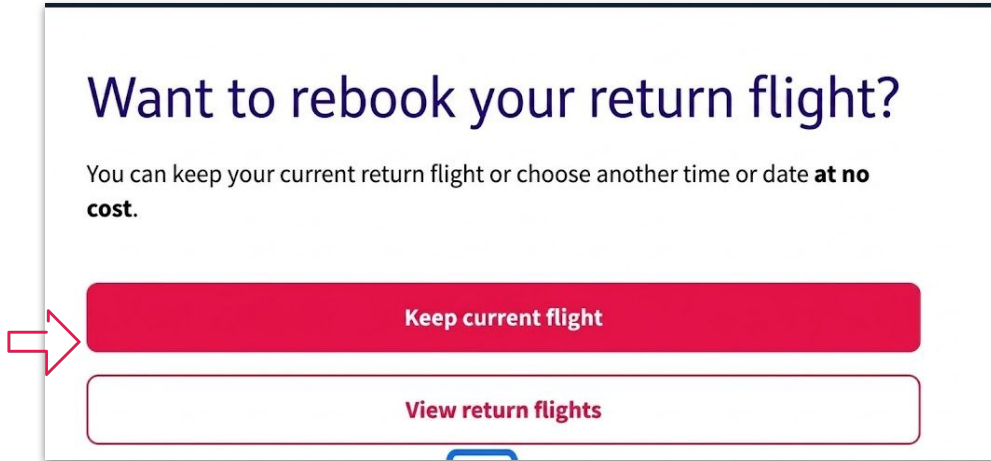 Want to rebook your return flight?
You can keep your current return flight or choose another time or date at no
cost.
Keep current flight
View return flights